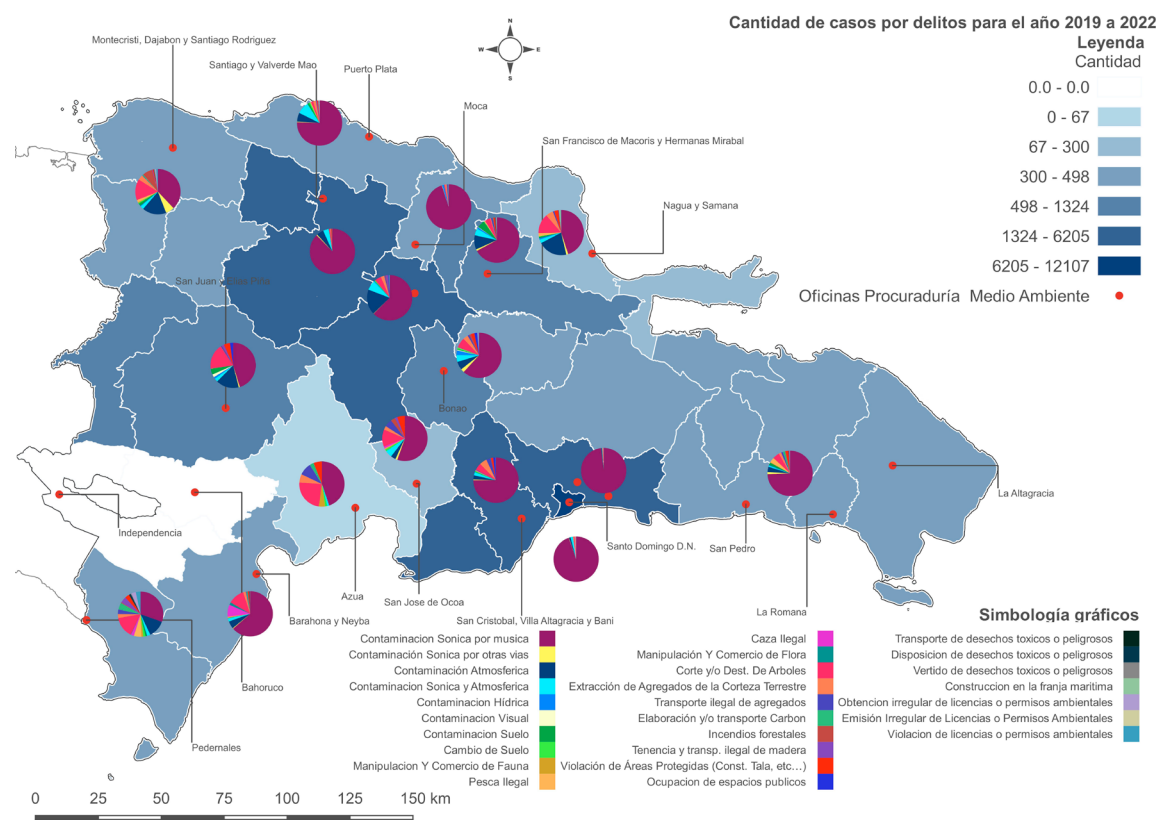 Cantidad de casos por delitos para el año 2019 a 2022
Leyenda
Cantidad
0.0 - 0.0
0 - 67
67 - 300
300 - 498
498 - 1324
1324 - 6205
6205 - 12107
Oficinas Procuraduría Medio Ambiente
N
W
E
S
Montecristi, Dajabon y Santiago Rodriguez
Santiago y Valverde Mao
Puerto Plata
Moca
San Francisco de Macoris y Hermanas Mirabal
Nagua y Samana
San Juan
Bonao
Independencia
La Altagracia
Santo Domingo D.N.
San Pedro
La Romana
Azua
San Jose de Ocoa
Barahona y Neyba
San Cristobal, Villa Altagracia y Bani
Bahoruco
Pedernales
Simbología gráficos
Contaminacion Sonica por musica
Contaminación Sonica por otras vias
Contaminación Atmosferica
Contaminacion Sonica y Atmosferica
Contaminacion Hídrica
Contaminacion Visual
Contaminacion Suelo
Cambio de Suelo
Manipulacion Y Comercio de Fauna
Pesca Ilegal
Caza Ilegal
Manipulación Y Comercio de Flora
Corte y/o Dest. De Arboles
Extracción de Agregados de la Corteza Terrestre
Transporte ilegal de agregados
Elaboración y/o transporte Carbon
Incendios forestales
Tenencia y transp. ilegal de madera
Violación de Áreas Protegidas (Const. Tala, etc…)
Ocupacion de espacios publicos
Transporte de desechos toxicos o peligrosos
Disposicion de desechos toxicos o peligrosos
Vertido de desechos toxicos o peligrosos
Construccion en la franja maritima
Obtencion irregular de licencias o permisos ambientales
Emisión Irregular de Licencias o Permisos Ambientales
Violacion de licencias o permisos ambientales
0
25
50
75
100
125
150 km